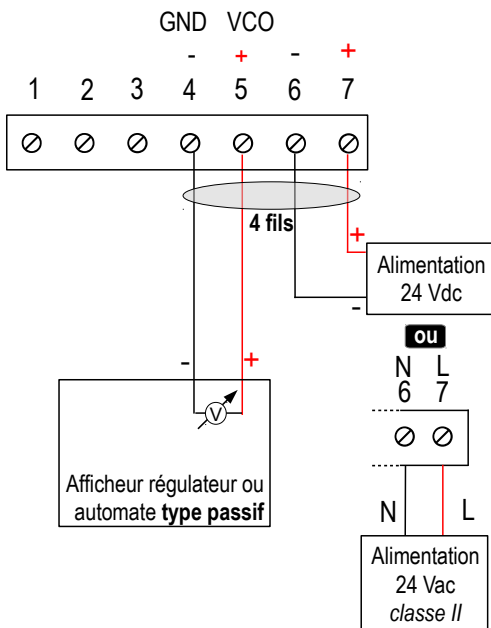 GND VCO
- + - +
1 2 3 4 5 6 7
4 fils
+
Alimentation
24 Vdc
-
ou
N L
6 7
- +
V
Afficheur régulateur ou
automate type passif
N L
Alimentation
24 Vac
classe II